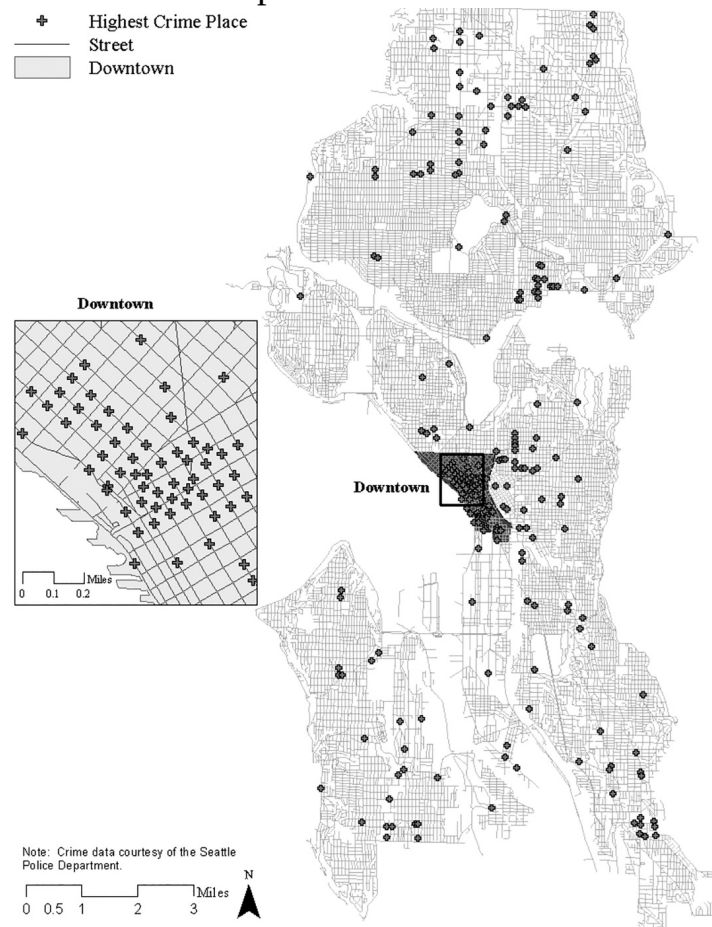 Highest Crime Place
Street
Downtown
Downtown
0 0.1 0.2 Miles
Downtown
Note: Crime data courtesy of the Seattle
Police Department.
Miles
0 0.5 1 2 3
N